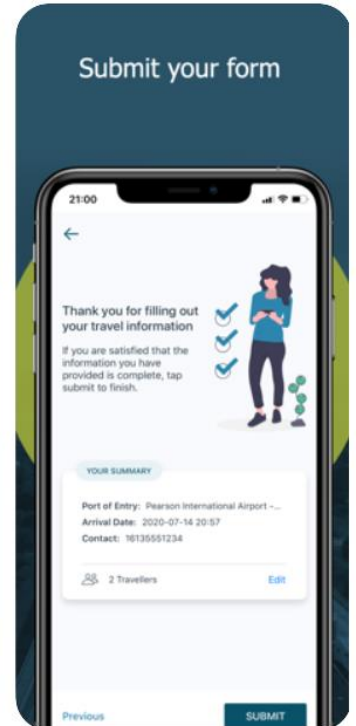 Submit your form
21:00
Thank you for filling out
your travel information
If you are satisfied that the
information you have
provided is complete, tap
submit to finish.
YOUR SUMMARY
Port of Entry: Pearson International Airport -...
Arrival Date: 2020-07-14 20:57
Contact: 16135551234
2 Travellers
Edit
Previous
SUBMIT